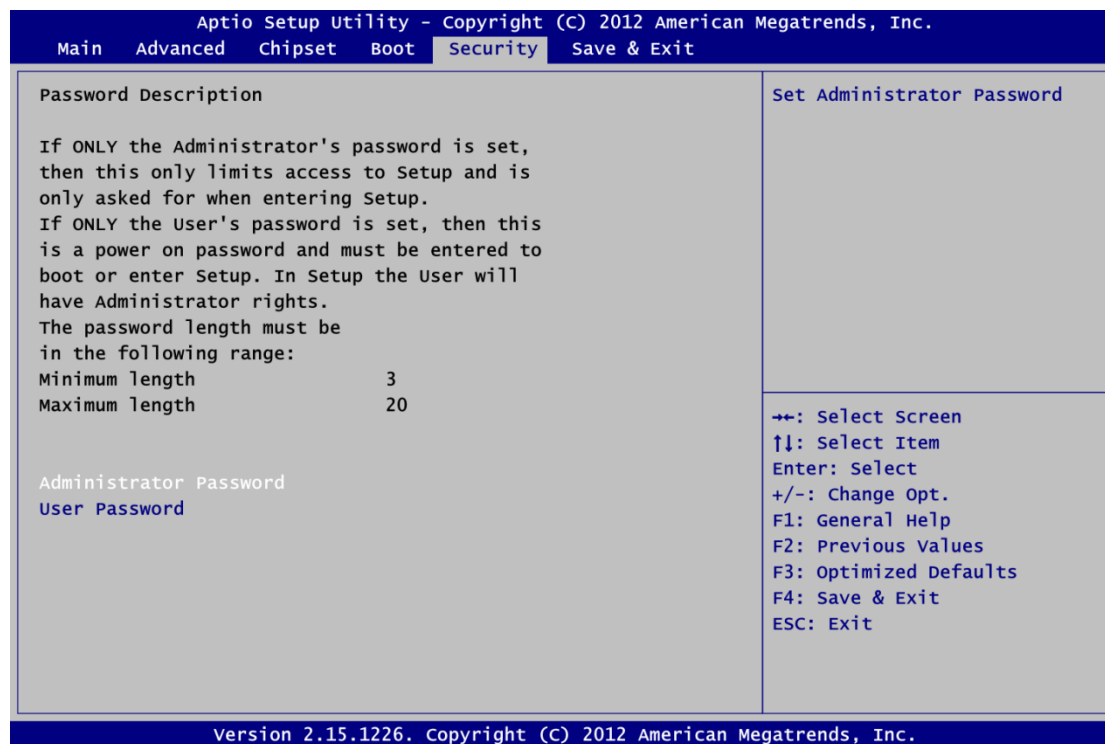 Aptio Setup Utility - Copyright (C) 2012 American Megatrends, Inc.
Main Advanced Chipset Boot Security Save & Exit
Password Description
If ONLY the Administrator's password is set,
then this only limits access to Setup and is
only asked for when entering Setup.
If ONLY the User's password is set, then this
is a power on password and must be entered to
boot or enter Setup. In Setup the User will
have Administrator rights.
The password length must be
in the following range:
Minimum length 3
Maximum length 20
Administrator Password
User Password
Set Administrator Password
→←: Select Screen
↑↓: Select Item
Enter: Select
+/-: Change Opt.
F1: General Help
F2: Previous Values
F3: Optimized Defaults
F4: Save & Exit
ESC: Exit
Version 2.15.1226. Copyright (C) 2012 American Megatrends, Inc.